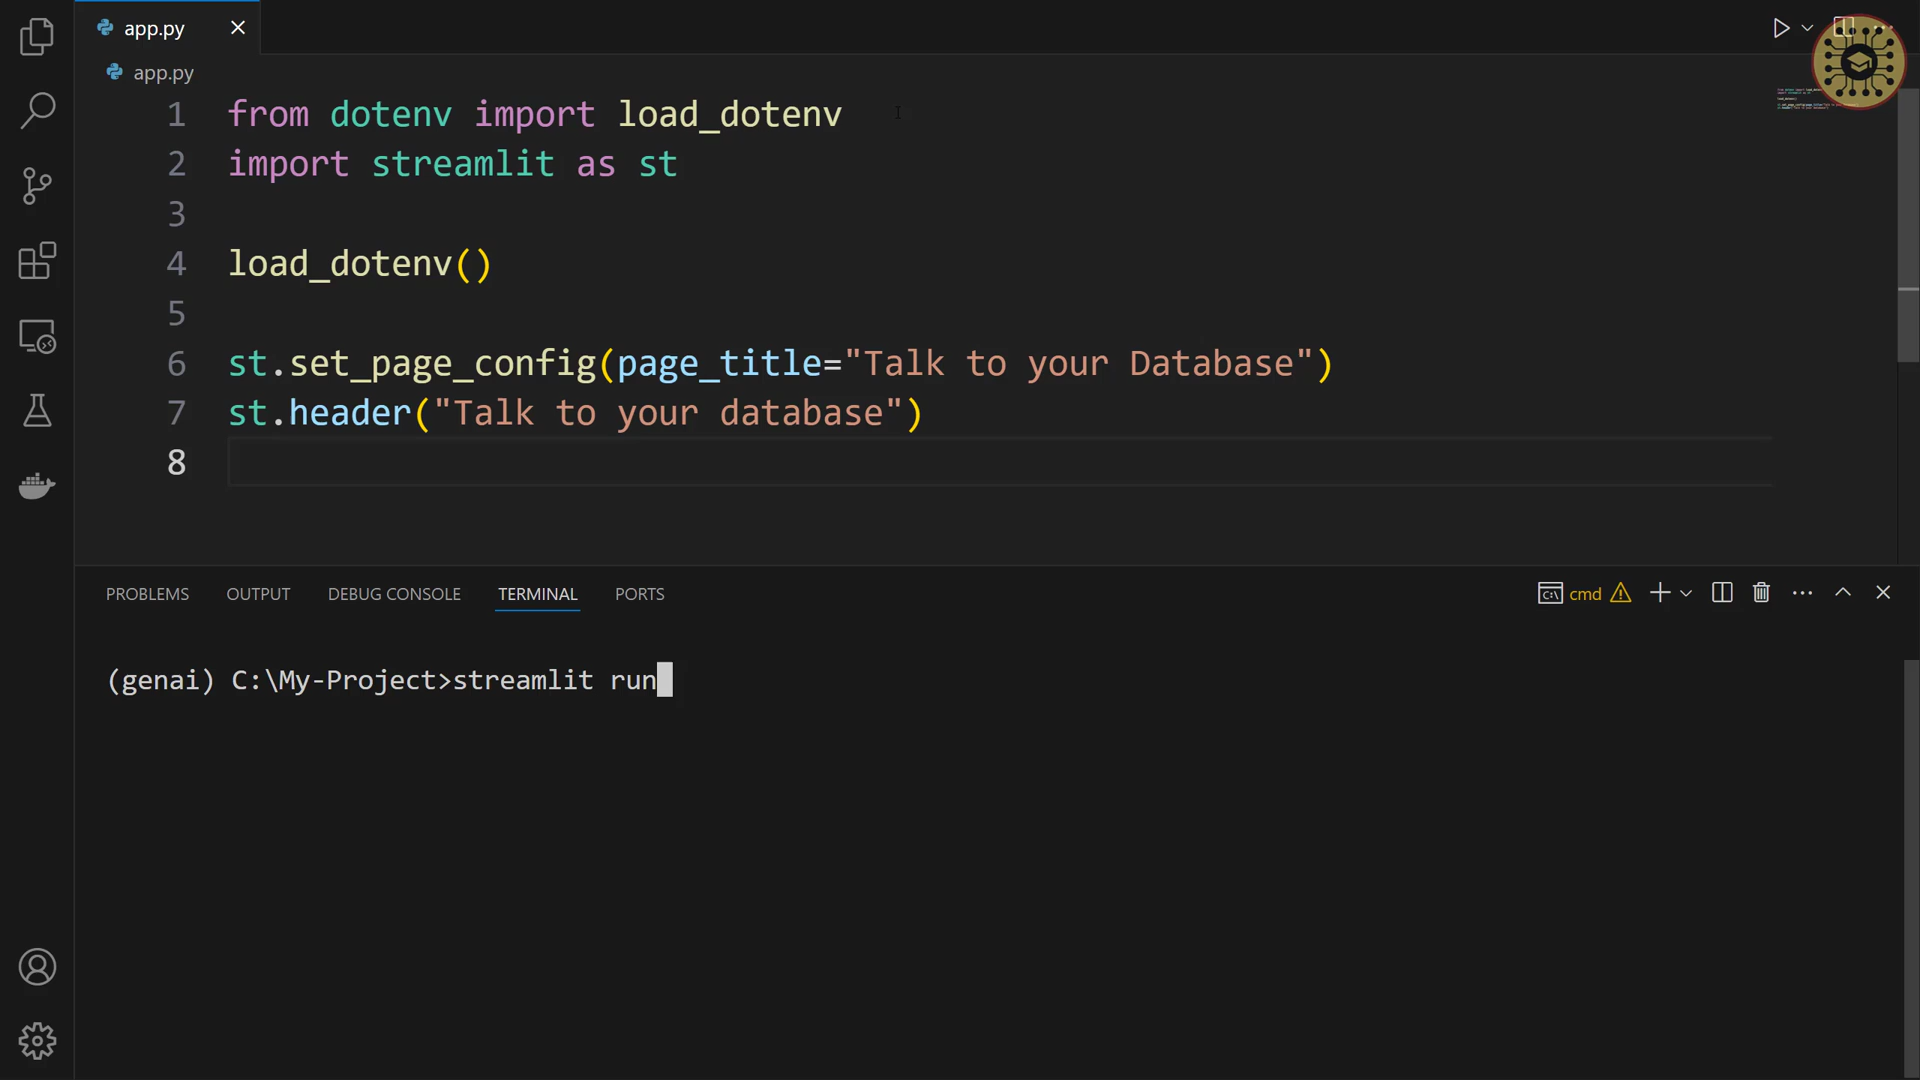 app.py
app.py
1 from dotenv import load_dotenv
2 import streamlit as st
3
4 load_dotenv()
5
6 st.set_page_config(page_title="Talk to your Database")
7 st.header("Talk to your database")
8
PROBLEMS OUTPUT DEBUG CONSOLE TERMINAL PORTS cmd
(genai) C:\My-Project>streamlit run